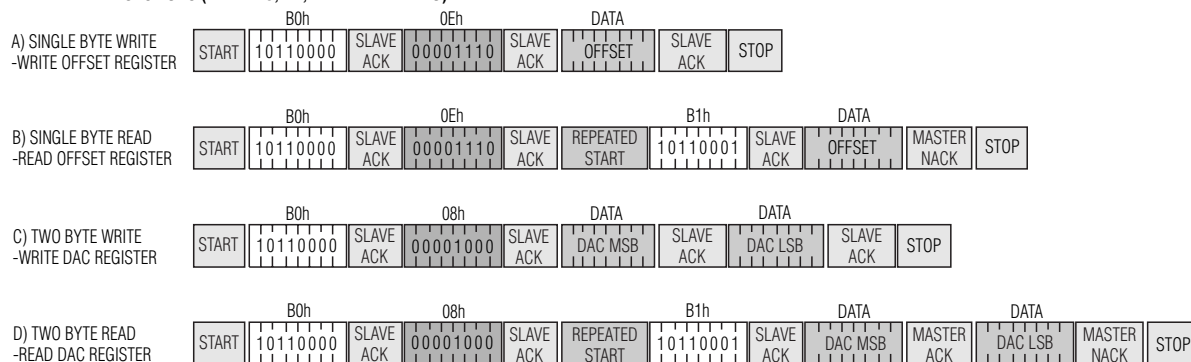 B0h 0Eh DATA
A) SINGLE BYTE WRITE
-WRITE OFFSET REGISTER
START 10110000 SLAVE ACK 00001110 SLAVE ACK OFFSET SLAVE ACK STOP
B0h 0Eh B1h DATA
B) SINGLE BYTE READ
-READ OFFSET REGISTER
START 10110000 SLAVE ACK 00001110 SLAVE ACK REPEATED START 10110001 SLAVE ACK OFFSET MASTER NACK STOP
B0h 08h DATA DATA
C) TWO BYTE WRITE
-WRITE DAC REGISTER
START 10110000 SLAVE ACK 00001000 SLAVE ACK DAC MSB SLAVE ACK DAC LSB SLAVE ACK STOP
B0h 08h B1h DATA DATA
D) TWO BYTE READ
-READ DAC REGISTER
START 10110000 SLAVE ACK 00001000 SLAVE ACK REPEATED START 10110001 SLAVE ACK DAC MSB MASTER ACK DAC LSB MASTER NACK STOP